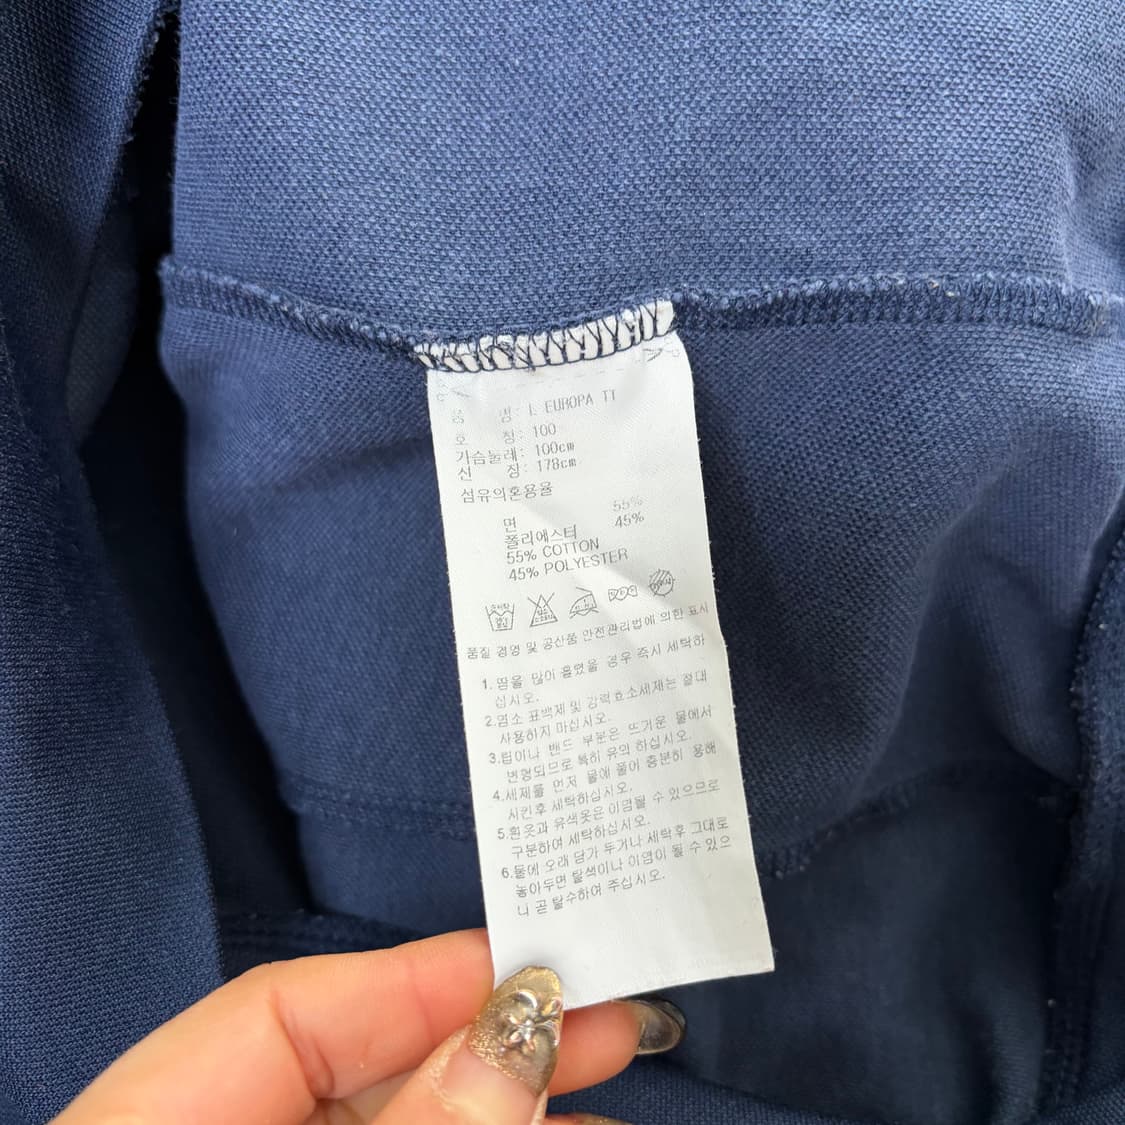 품 명: L EUROPA TT
호 칭: 100
가슴둘레: 100cm
신 장: 178cm
섬유의혼용율
면 55%
폴리에스터 45%
55% COTTON
45% POLYESTER
품질 경영 및 공산품 안전관리법에 의한 표시
1. 땀을 많이 흘렸을 경우 즉시 세탁하
십시오.
2.염소 표백제 및 강력효소세제는 절대
사용하지 마십시오.
3.립이나 밴드 부분은 뜨거운 물에서
변형되므로 특히 유의 하십시오.
4.세제를 먼저 물에 풀어 충분히 용해
시킨후 세탁하십시오.
5.흰옷과 유색옷은 이염될 수 있으므로
구분하여 세탁하십시오.
6.물에 오래 담가 두거나 세탁후 그대로
놓아두면 탈색이나 이염이 될 수 있으
니 곧 탈수하여 주십시오.